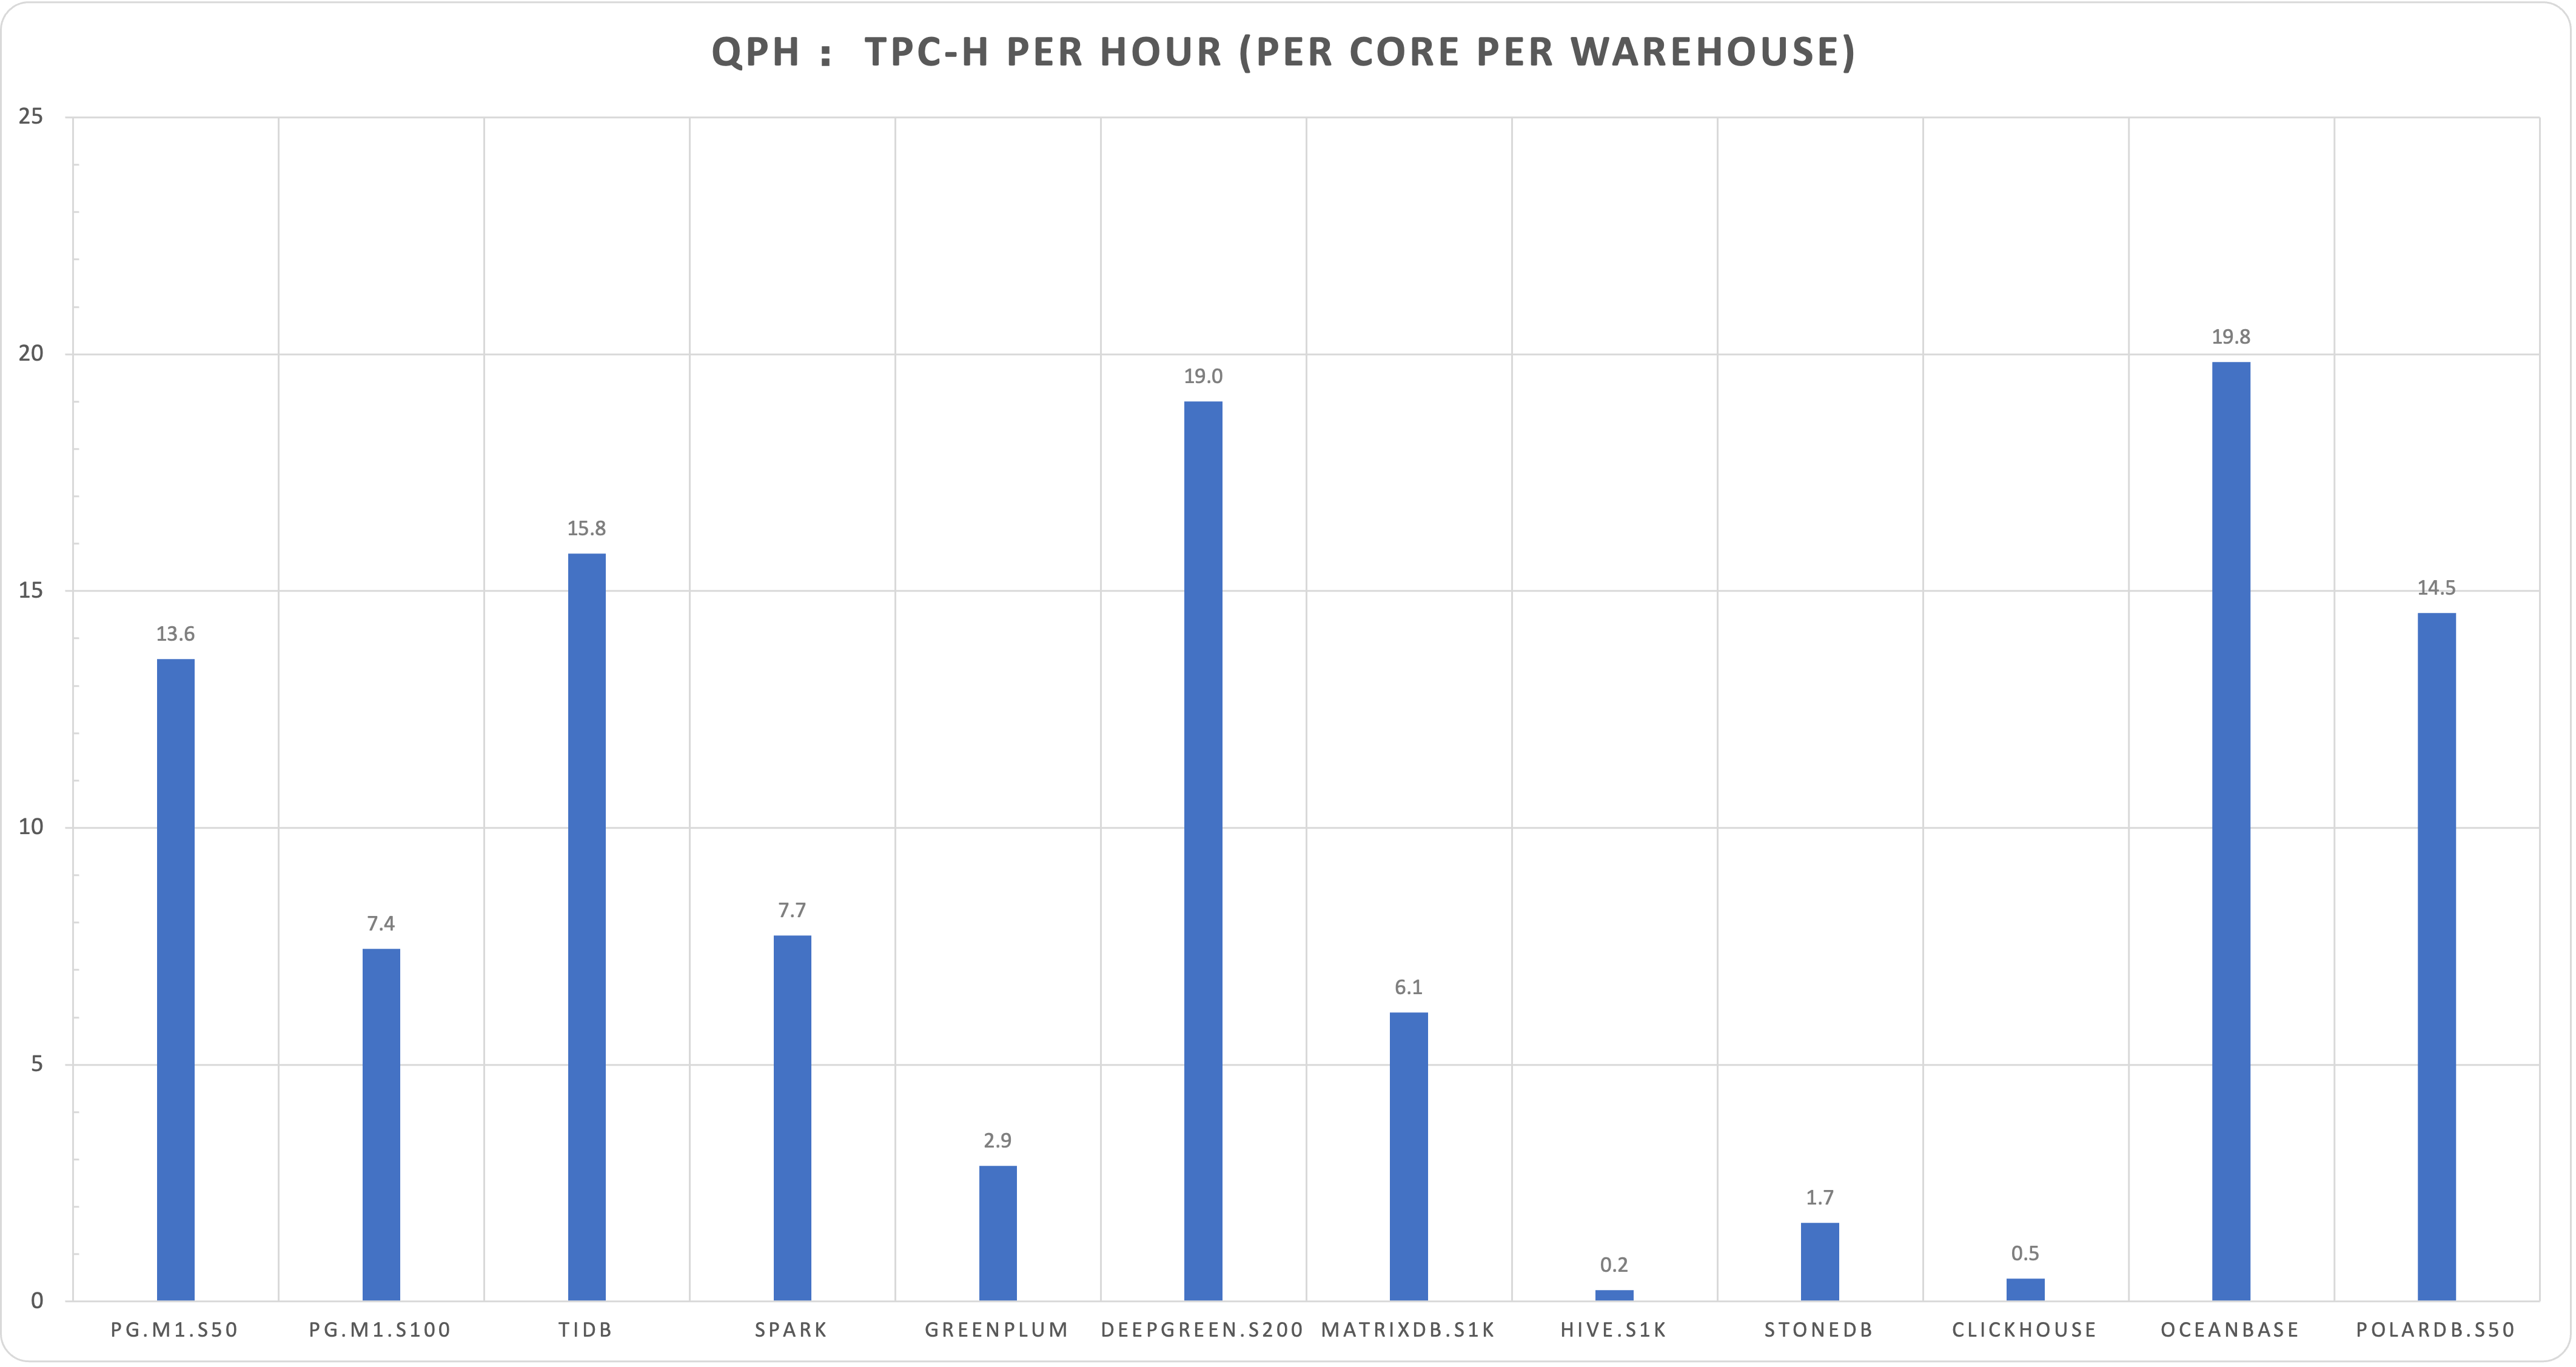 QPH： TPC-H PER HOUR (PER CORE PER WAREHOUSE)
25
20
15
10
5
0
13.6
7.4
15.8
7.7
2.9
19.0
6.1
0.2
1.7
0.5
19.8
14.5
PG.M1.S50
PG.M1.S100
TIDB
SPARK
GREENPLUM
DEEPGREEN.S200
MATRIXDB.S1K
HIVE.S1K
STONEDB
CLICKHOUSE
OCEANBASE
POLARDB.S50